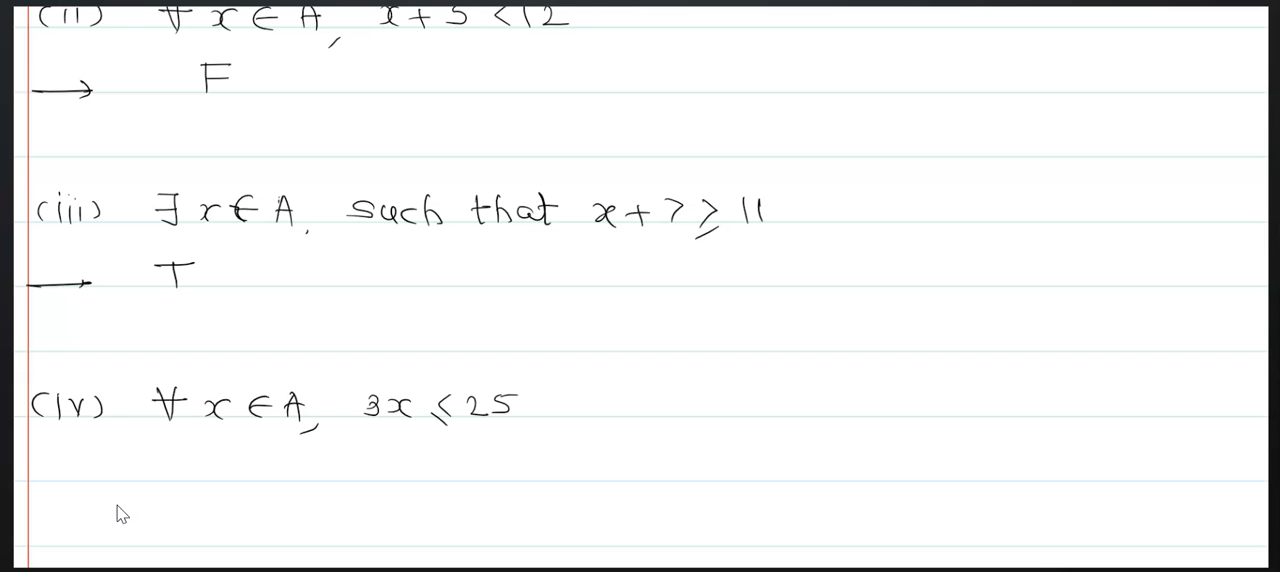 (ii) ∀ x ∈ A, x + 5 < 12
→ F
(iii) ∃ x ∈ A, such that x + 7 ≥ 11
→ T
(iv) ∀ x ∈ A, 3x ≤ 25